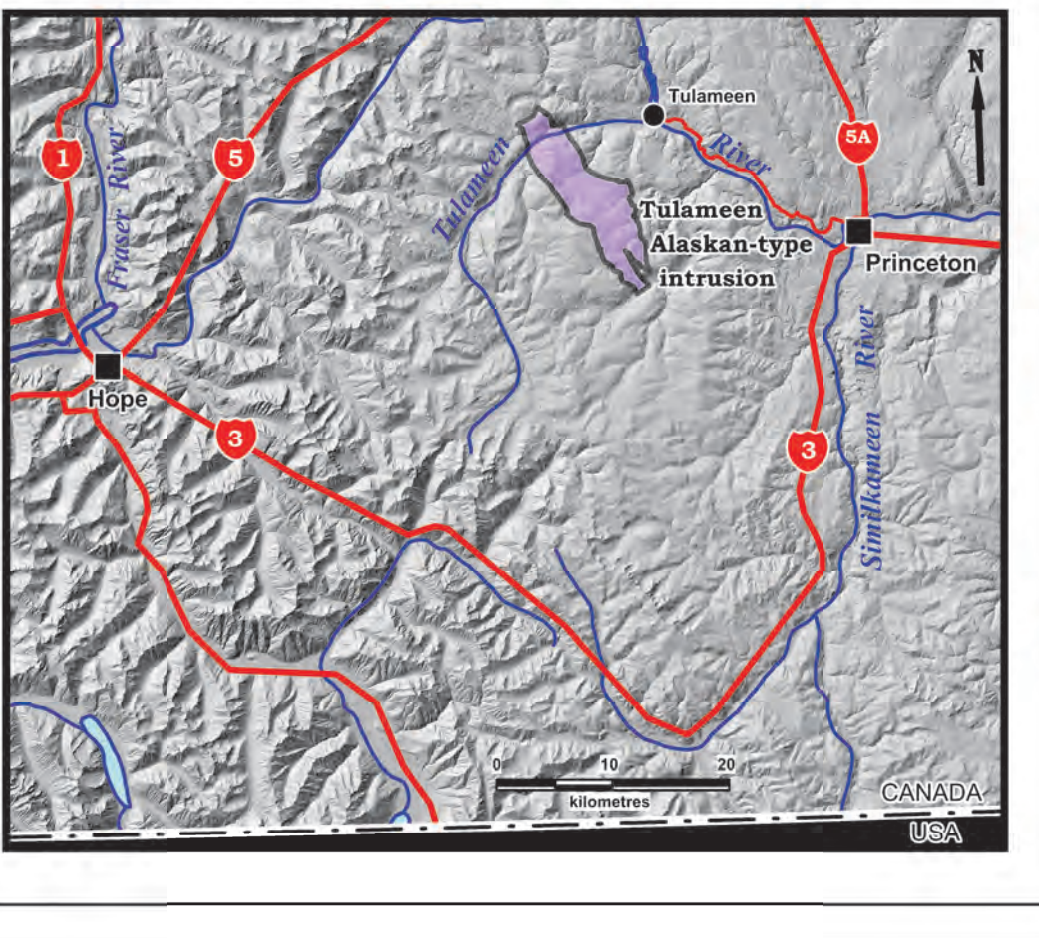 N
Tulameen
1
5
5A
Fraser River
Tulameen
River
Tulameen
Alaskan-type
intrusion
Princeton
Hope
3
3
Similkameen River
0 10 20
kilometres
CANADA
USA